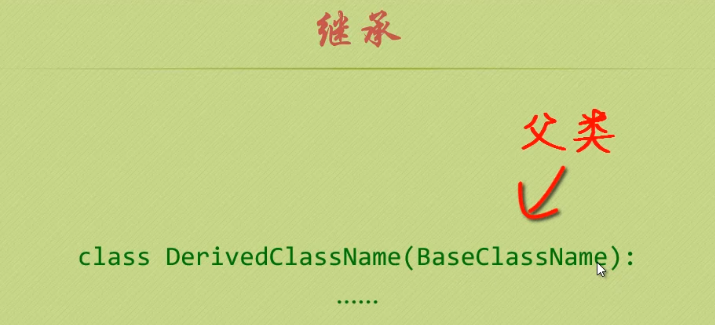 继承
父类
class DerivedClassName(BaseClassName):
……